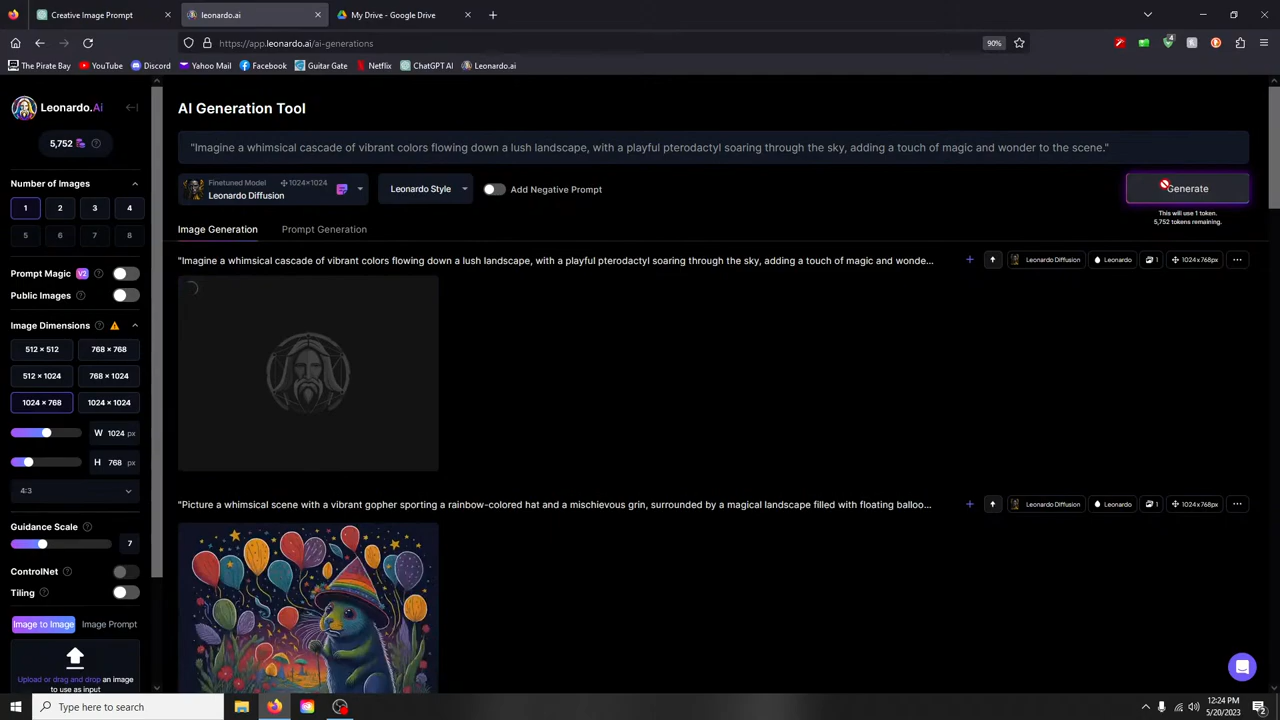 Creative Image Prompt
leonardo.ai
My Drive - Google Drive
https://app.leonardo.ai/ai-generations
90%
The Pirate Bay
YouTube
Discord
Yahoo Mail
Facebook
Guitar Gate
Netflix
ChatGPT AI
Leonardo.ai
Leonardo.Ai
5,752
Number of Images
1 2 3 4
5 6 7 8
Prompt Magic V2
Public Images
Image Dimensions
512 × 512
768 × 768
512 × 1024
768 × 1024
1024 × 768
1024 × 1024
W 1024 px
H 768 px
4:3
Guidance Scale
7
ControlNet
Tiling
Image to Image
Image Prompt
Upload or drag and drop an image
to use as input
AI Generation Tool
"Imagine a whimsical cascade of vibrant colors flowing down a lush landscape, with a playful pterodactyl soaring through the sky, adding a touch of magic and wonder to the scene."
Finetuned Model
1024×1024
Leonardo Diffusion
Leonardo Style
Add Negative Prompt
Generate
This will use 1 token.
5,752 tokens remaining.
Image Generation
Prompt Generation
"Imagine a whimsical cascade of vibrant colors flowing down a lush landscape, with a playful pterodactyl soaring through the sky, adding a touch of magic and wonde...
Leonardo Diffusion
Leonardo
1
1024x768px
"Picture a whimsical scene with a vibrant gopher sporting a rainbow-colored hat and a mischievous grin, surrounded by a magical landscape filled with floating balloo...
Leonardo Diffusion
Leonardo
1
1024x768px
Type here to search
12:24 PM
5/20/2023
2